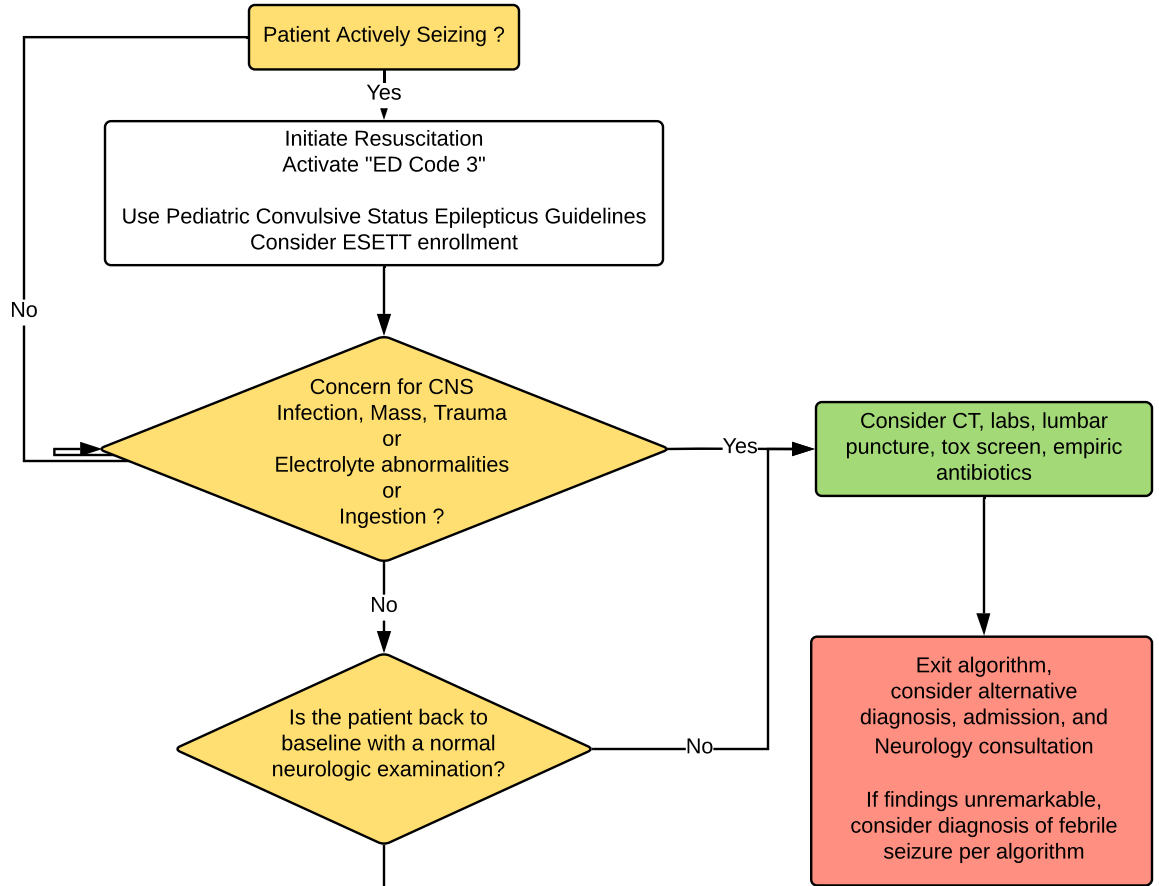 Patient Actively Seizing ?
Yes
Initiate Resuscitation
Activate "ED Code 3"
Use Pediatric Convulsive Status Epilepticus Guidelines
Consider ESETT enrollment
No
Concern for CNS
Infection, Mass, Trauma
or
Electrolyte abnormalities
or
Ingestion ?
Yes
Consider CT, labs, lumbar
puncture, tox screen, empiric
antibiotics
No
Is the patient back to
baseline with a normal
neurologic examination?
No
Exit algorithm,
consider alternative
diagnosis, admission, and
Neurology consultation
If findings unremarkable,
consider diagnosis of febrile
seizure per algorithm